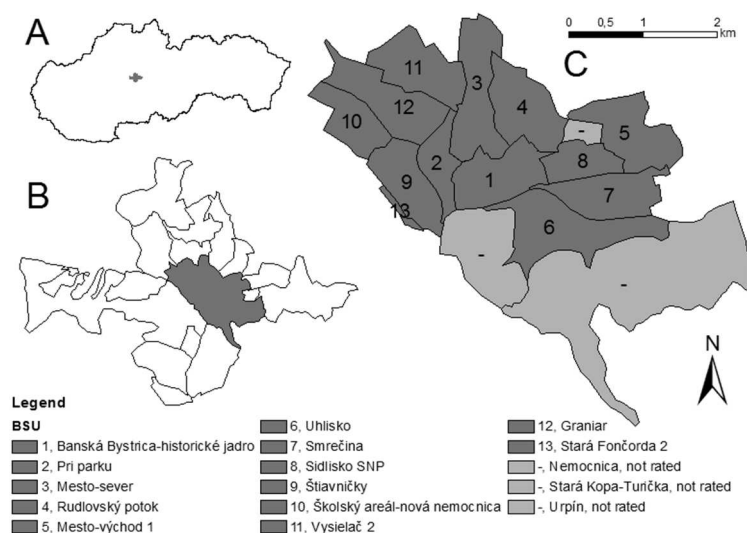 A
0 0,5 1 2
km
C
11
3
4
12
10
-
5
8
2
9
1
7
13
6
B
-
-
N
Legend
BSU
1, Banská Bystrica-historické jadro
2, Pri parku
3, Mesto-sever
4, Rudlovský potok
5, Mesto-východ 1
6, Uhlisko
7, Smrečina
8, Sidlisko SNP
9, Štiavničky
10, Školský areál-nová nemocnica
11, Vysielač 2
12, Graniar
13, Stará Fončorda 2
-, Nemocnica, not rated
-, Stará Kopa-Turička, not rated
-, Urpín, not rated